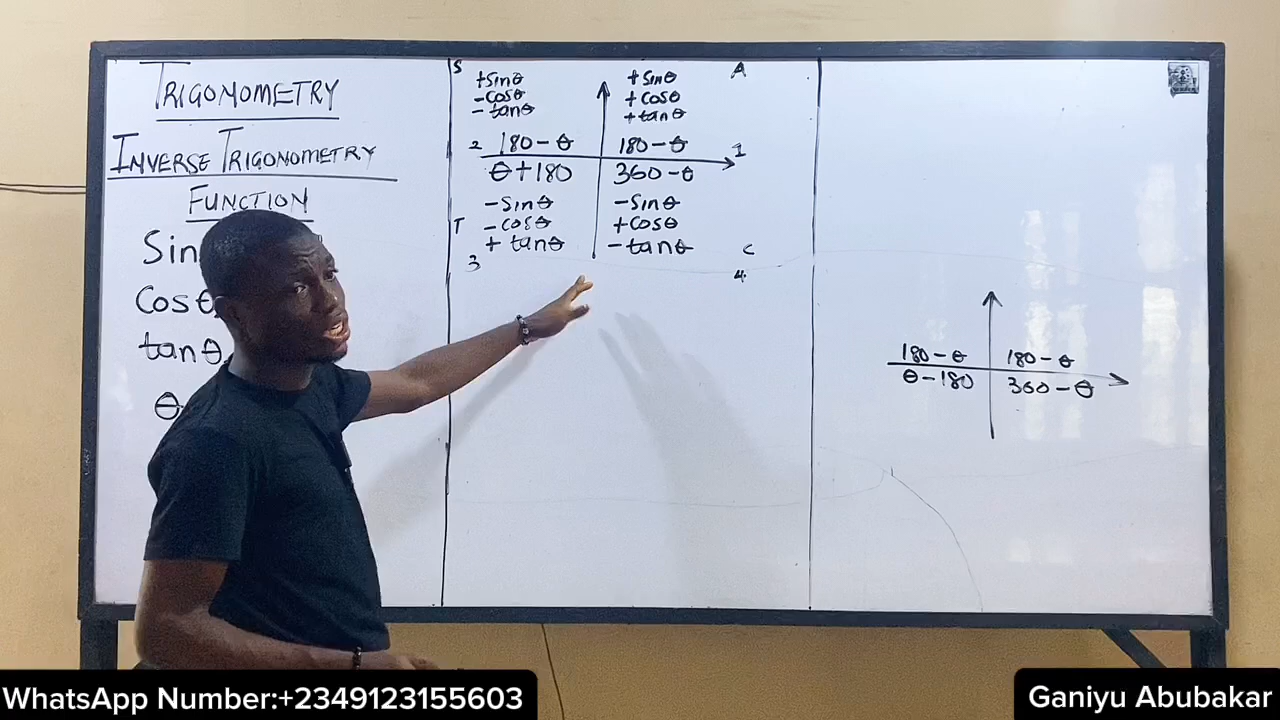 TRIGONOMETRY
INVERSE TRIGONOMETRY
FUNCTION
Sin
Cosθ
tanθ
θ
S
+Sinθ
-Cosθ
-tanθ
2
180-θ
+Sinθ
+Cosθ
+tanθ
A
180-θ
1
θ+180
-Sinθ
T
-Cosθ
+tanθ
3
360-θ
-Sinθ
+Cosθ
-tanθ
C
4
180-θ
180-θ
θ-180
360-θ
WhatsApp Number:+2349123155603
Ganiyu Abubakar